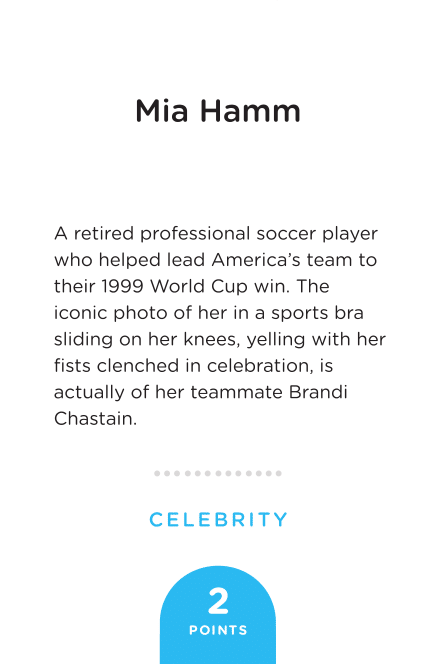 Mia Hamm
A retired professional soccer player
who helped lead America’s team to
their 1999 World Cup win. The
iconic photo of her in a sports bra
sliding on her knees, yelling with her
fists clenched in celebration, is
actually of her teammate Brandi
Chastain.
CELEBRITY
2
POINTS